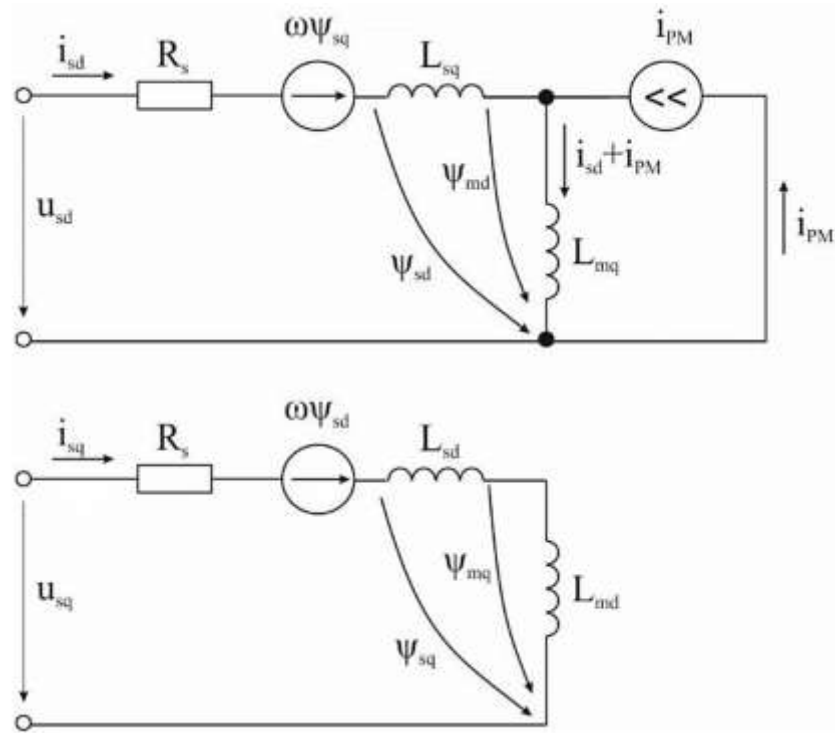 i_sd R_s ωψ_sq L_sq i_PM
<<
i_sd+i_PM
ψ_md
u_sd
i_PM
L_mq
ψ_sd
i_sq R_s ωψ_sd L_sd
ψ_mq
L_md
u_sq
ψ_sq